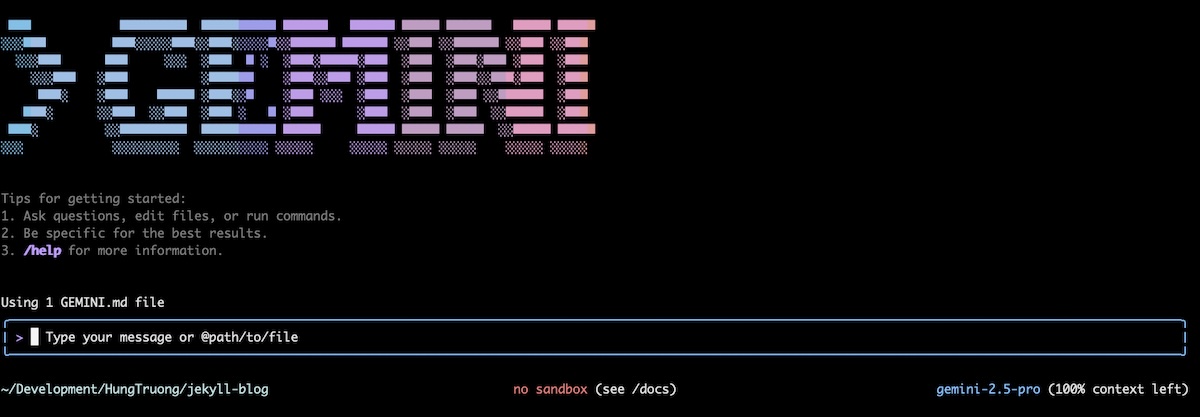 > GEMINI
Tips for getting started:
1. Ask questions, edit files, or run commands.
2. Be specific for the best results.
3. /help for more information.
Using 1 GEMINI.md file
> Type your message or @path/to/file
~/Development/HungTruong/jekyll-blog no sandbox (see /docs) gemini-2.5-pro (100% context left)